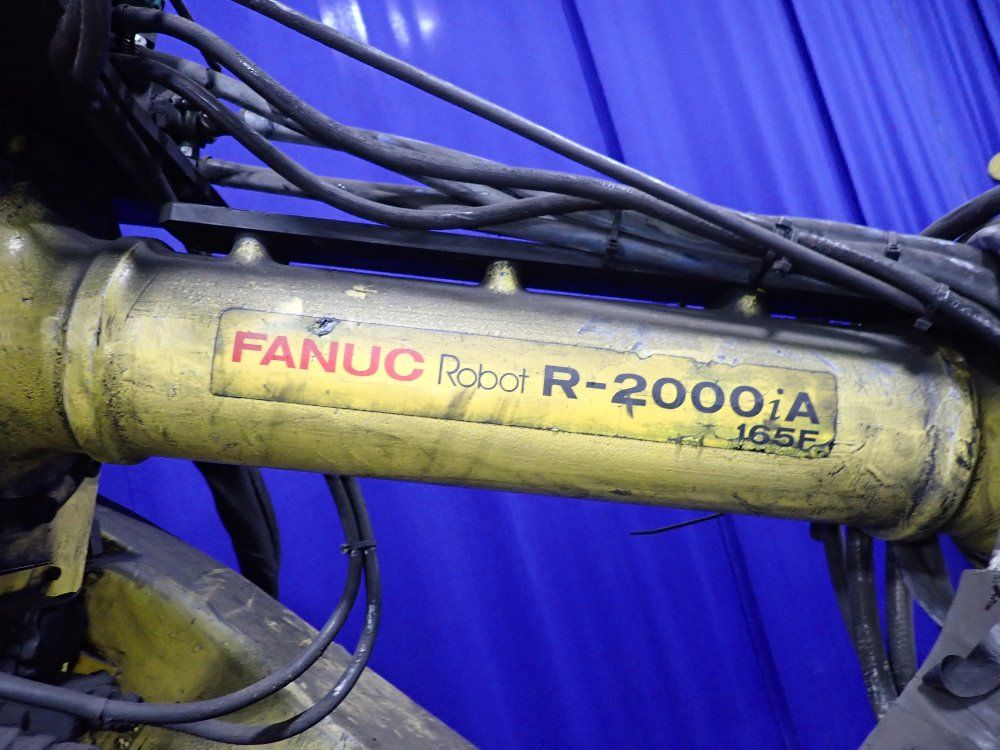 FANUC Robot R-2000iA
165F